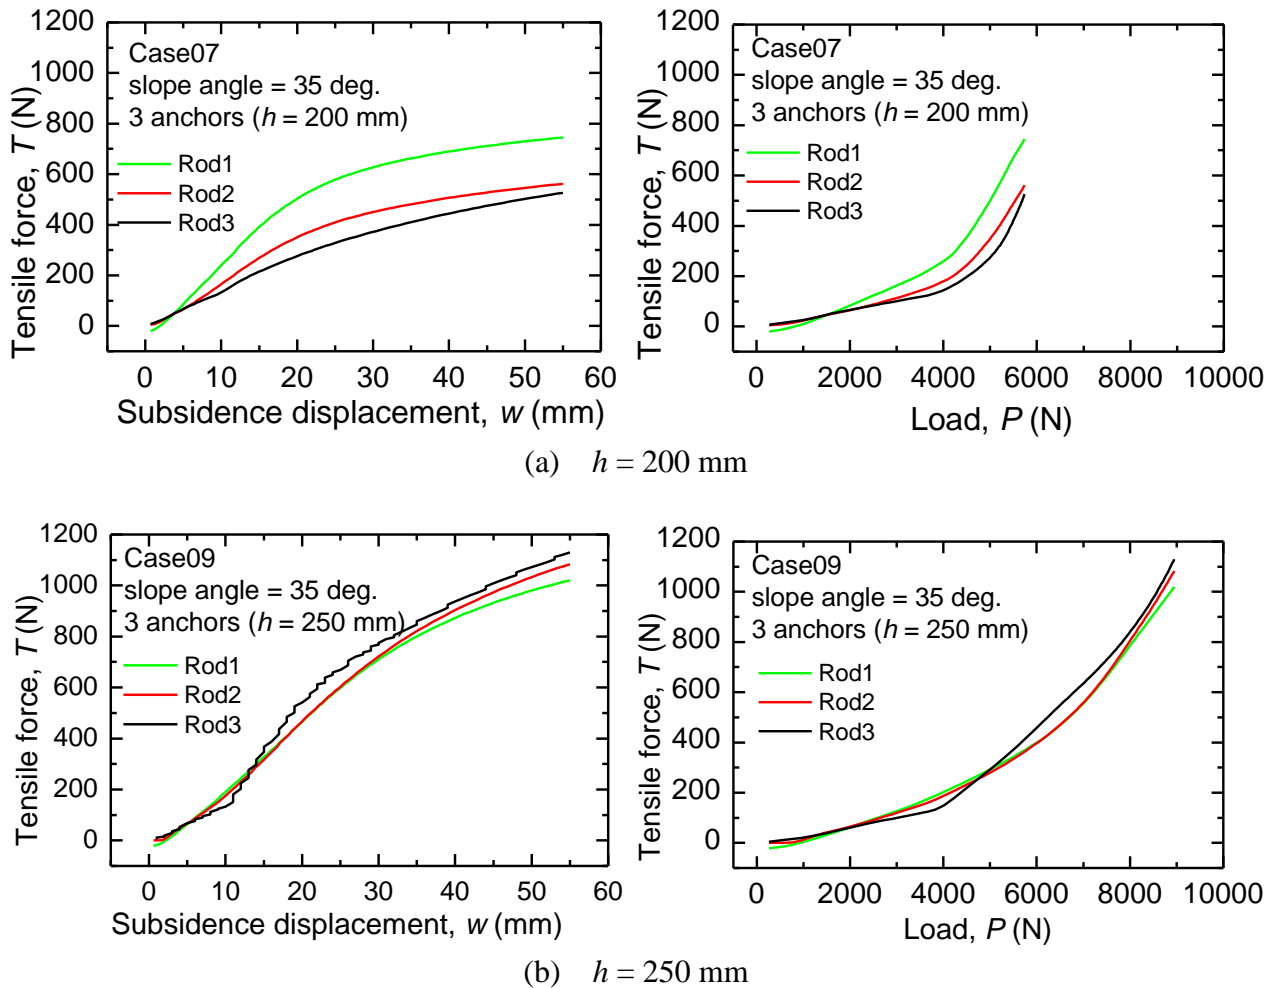 1200
1000
800
600
400
200
0
Tensile force, T (N)
Case07
slope angle = 35 deg.
3 anchors (h = 200 mm)
Rod1
Rod2
Rod3
0 10 20 30 40 50 60
Subsidence displacement, w (mm)
1200
1000
800
600
400
200
0
Tensile force, T (N)
Case07
slope angle = 35 deg.
3 anchors (h = 200 mm)
Rod1
Rod2
Rod3
0 2000 4000 6000 8000 10000
Load, P (N)
(a) h = 200 mm
1200
1000
800
600
400
200
0
Tensile force, T (N)
Case09
slope angle = 35 deg.
3 anchors (h = 250 mm)
Rod1
Rod2
Rod3
0 10 20 30 40 50 60
Subsidence displacement, w (mm)
1200
1000
800
600
400
200
0
Tensile force, T (N)
Case09
slope angle = 35 deg.
3 anchors (h = 250 mm)
Rod1
Rod2
Rod3
0 2000 4000 6000 8000 10000
Load, P (N)
(b) h = 250 mm